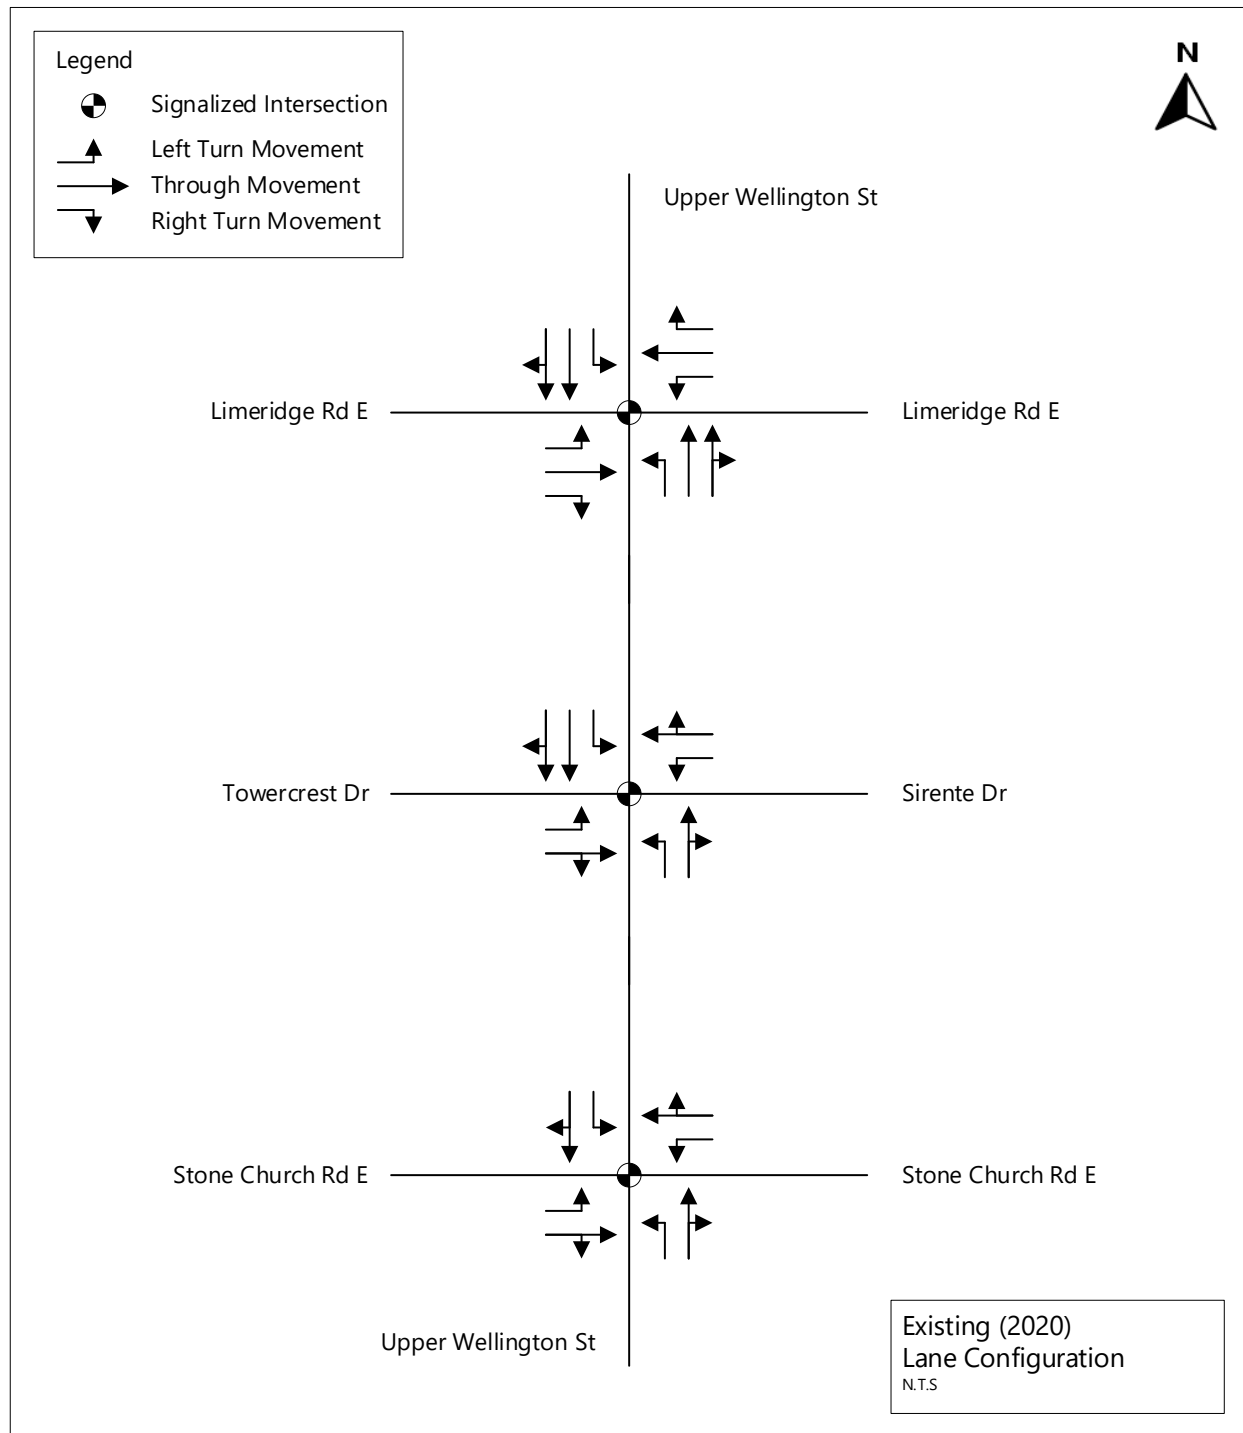 Legend
Signalized Intersection
Left Turn Movement
Through Movement
Right Turn Movement
N
Upper Wellington St
Limeridge Rd E
Limeridge Rd E
Towercrest Dr
Sirente Dr
Stone Church Rd E
Stone Church Rd E
Upper Wellington St
Existing (2020)
Lane Configuration
N.T.S